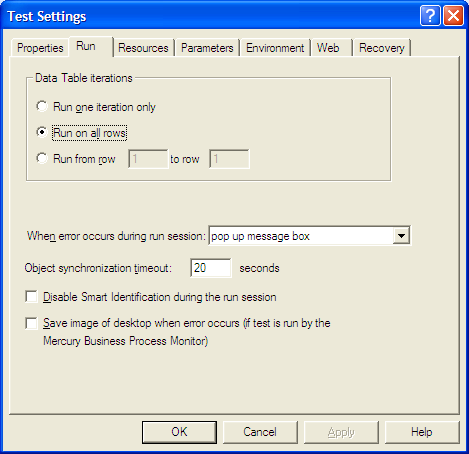 Test Settings
Properties Run Resources Parameters Environment Web Recovery
Data Table iterations
Run one iteration only
Run on all rows
Run from row 1 to row 1
When error occurs during run session: pop up message box
Object synchronization timeout: 20 seconds
Disable Smart Identification during the run session
Save image of desktop when error occurs (if test is run by the
Mercury Business Process Monitor)
OK Cancel Apply Help